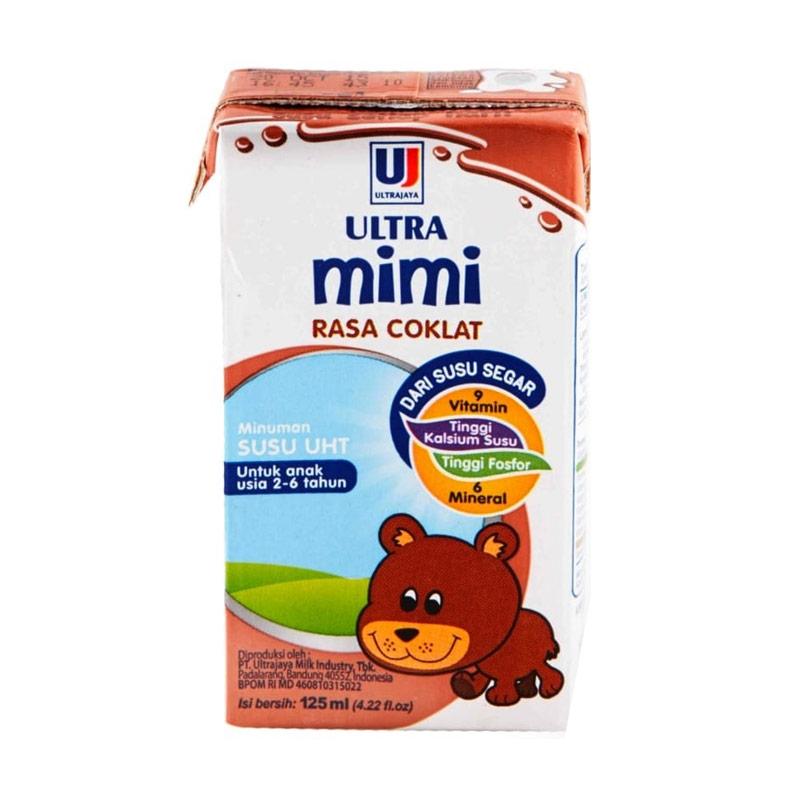 UJ
ULTRAJAYA
ULTRA
mimi
RASA COKLAT
DARI SUSU SEGAR
9
Vitamin
Tinggi
Kalsium Susu
Tinggi Fosfor
6
Mineral
Minuman
SUSU UHT
Untuk anak
usia 2-6 tahun
Diproduksi oleh :
PT. Ultrajaya Milk Industry, Tbk.
Padalarang, Bandung 40552, Indonesia
BPOM RI MD 460810315022
Isi bersih: 125 ml (4.22 fl.oz)